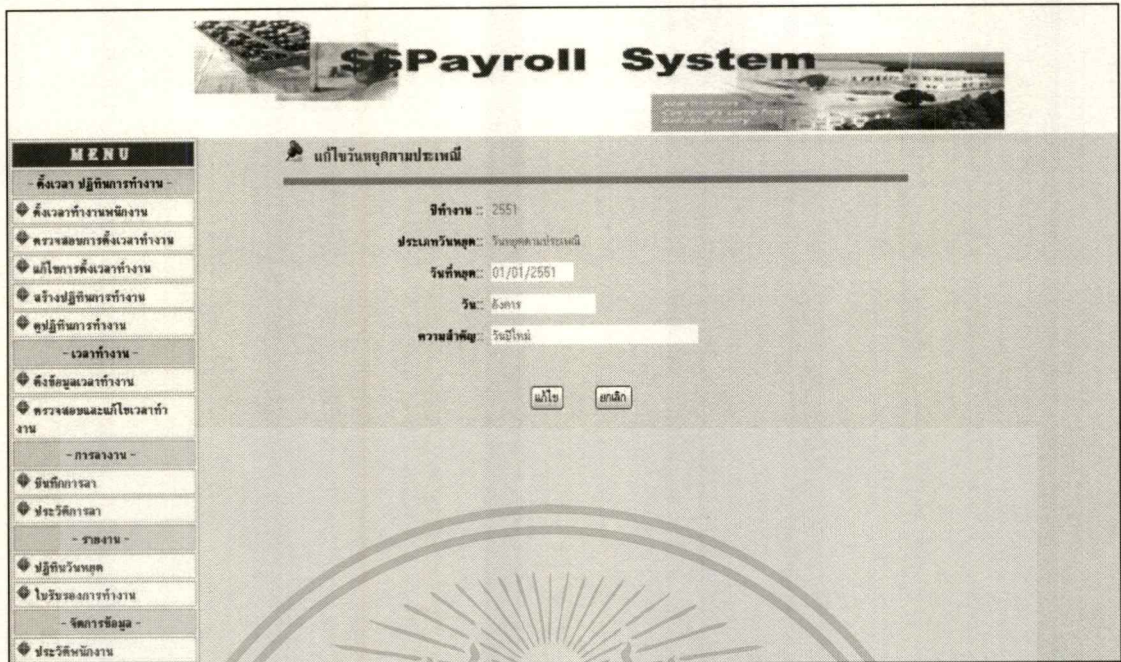 $$Payroll System
MENU
- ตั้งเวลา ปฏิทินการทำงาน -
ตั้งเวลาทำงานพนักงาน
ตรวจสอบการตั้งเวลาทำงาน
แก้ไขการตั้งเวลาทำงาน
สร้างปฏิทินการทำงาน
ดูปฏิทินการทำงาน
- เวลาทำงาน -
ดึงข้อมูลเวลาทำงาน
ตรวจสอบและแก้ไขเวลาทำ
งาน
- การลางาน -
บันทึกการลา
ประวัติการลา
- รายงาน -
ปฏิทินวันหยุด
ใบรับรองการทำงาน
- จัดการข้อมูล -
ประวัติพนักงาน
แก้ไขวันหยุดตามประเพณี
ปีทำงาน :: 2551
ประเภทวันหยุด:: วันหยุดตามประเพณี
วันที่หยุด:: 01/01/2551
วัน:: อังคาร
ความสำคัญ:: วันปีใหม่
แก้ไข ยกเลิก